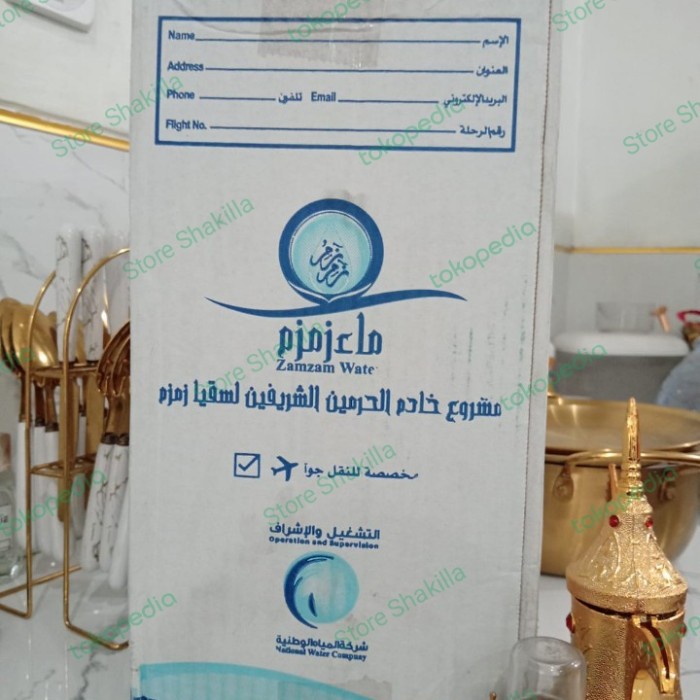 Name الإسم
Address العنوان
Phone تلفون Email البريد الإلكتروني
Flight No. رقم الرحلة
زمزم
ماء زمزم
Zamzam Wate
مشروع خادم الحرمين الشريفين لسقيا زمزم
مخصصة للنقل جوا
التشغيل والإشراف
Operation and Supervision
شركة المياه الوطنية
National Water Company
Store Shakilla
tokopedia